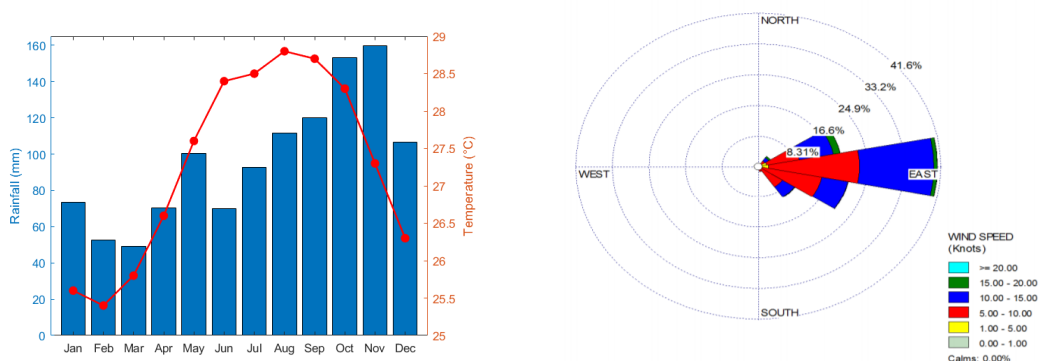 Rainfall (mm)
160
140
120
100
80
60
40
20
0
Jan Feb Mar Apr May Jun Jul Aug Sep Oct Nov Dec
29
28.5
28
27.5
27
26.5
26
25.5
25
Temperature (°C)
NORTH
41.6%
33.2%
24.9%
16.6%
8.31%
WEST
EAST
SOUTH
WIND SPEED
(Knots)
>= 20.00
15.00 - 20.00
10.00 - 15.00
5.00 - 10.00
1.00 - 5.00
0.00 - 1.00
Calms: 0.00%